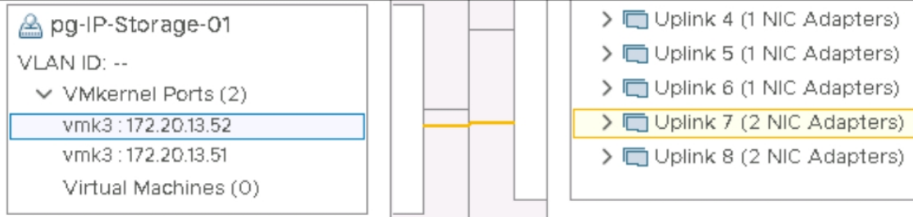 pg-IP-Storage-01
VLAN ID: --
VMkernel Ports (2)
vmk3 : 172.20.13.52
vmk3 : 172.20.13.51
Virtual Machines (0)
Uplink 4 (1 NIC Adapters)
Uplink 5 (1 NIC Adapters)
Uplink 6 (1 NIC Adapters)
Uplink 7 (2 NIC Adapters)
Uplink 8 (2 NIC Adapters)